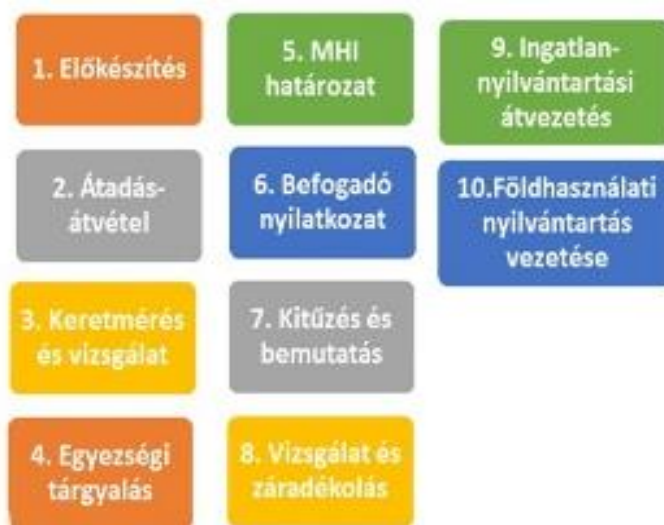 1. Előkészítés
2. Átadás-
átvétel
3. Keretmérés
és vizsgálat
4. Egyezségi
tárgyalás
5. MHI
határozat
6. Befogadó
nyilatkozat
7. Kitűzés és
bemutatás
8. Vizsgálat és
záradékolás
9. Ingatlan-
nyilvántartási
átvezetés
10.Földhasználati
nyilvántartás
vezetése